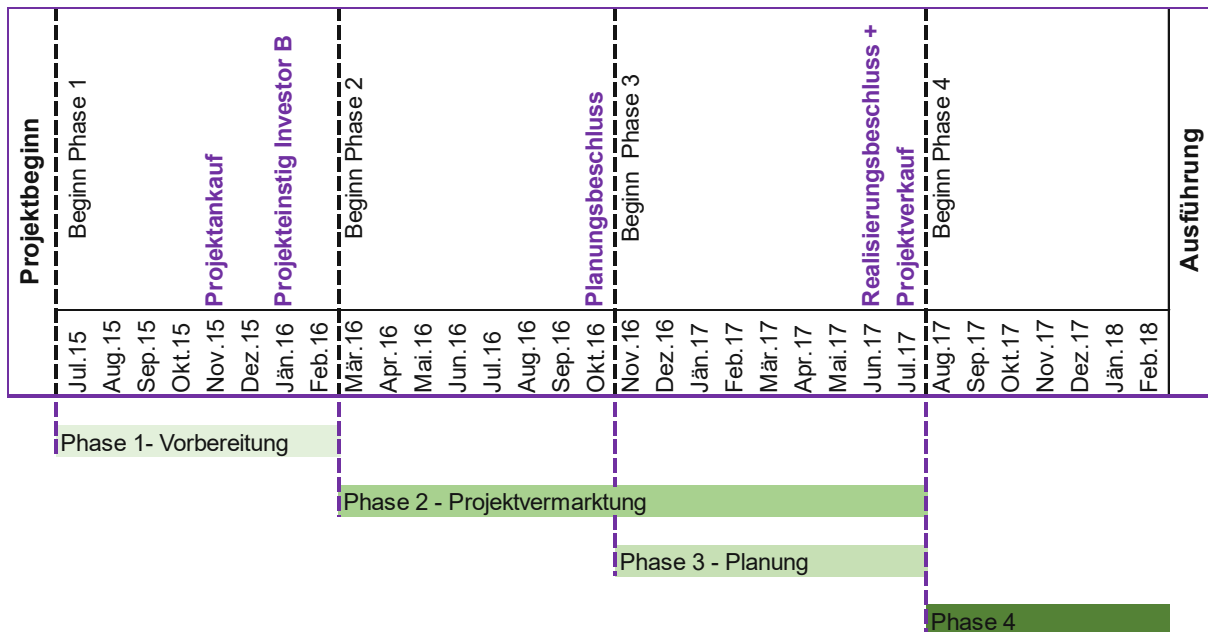 Projektbeginn
Beginn Phase 1
Projektankauf
Projekteinstig Investor B
Beginn Phase 2
Planungsbeschluss
Beginn  Phase 3
Realisierungsbeschluss +
Projektverkauf
Beginn Phase 4
Ausführung
Jul.15
Aug.15
Sep.15
Okt.15
Nov.15
Dez.15
Jän.16
Feb.16
Mär.16
Apr.16
Mai.16
Jun.16
Jul.16
Aug.16
Sep.16
Okt.16
Nov.16
Dez.16
Jän.17
Feb.17
Mär.17
Apr.17
Mai.17
Jun.17
Jul.17
Aug.17
Sep.17
Okt.17
Nov.17
Dez.17
Jän.18
Feb.18
Phase 1- Vorbereitung
Phase 2 - Projektvermarktung
Phase 3 - Planung
Phase 4